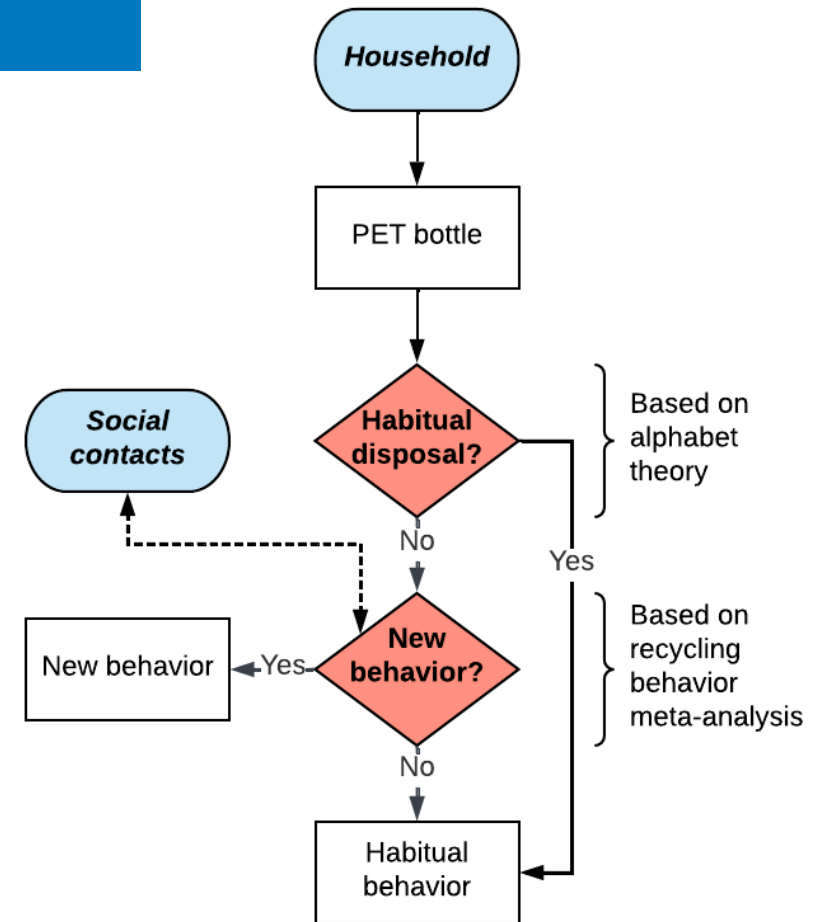 Household
PET bottle
Habitual
disposal?
Based on
alphabet
theory
Social
contacts
No
Yes
New
behavior?
Based on
recycling
behavior
meta-analysis
Yes
New behavior
No
Habitual
behavior